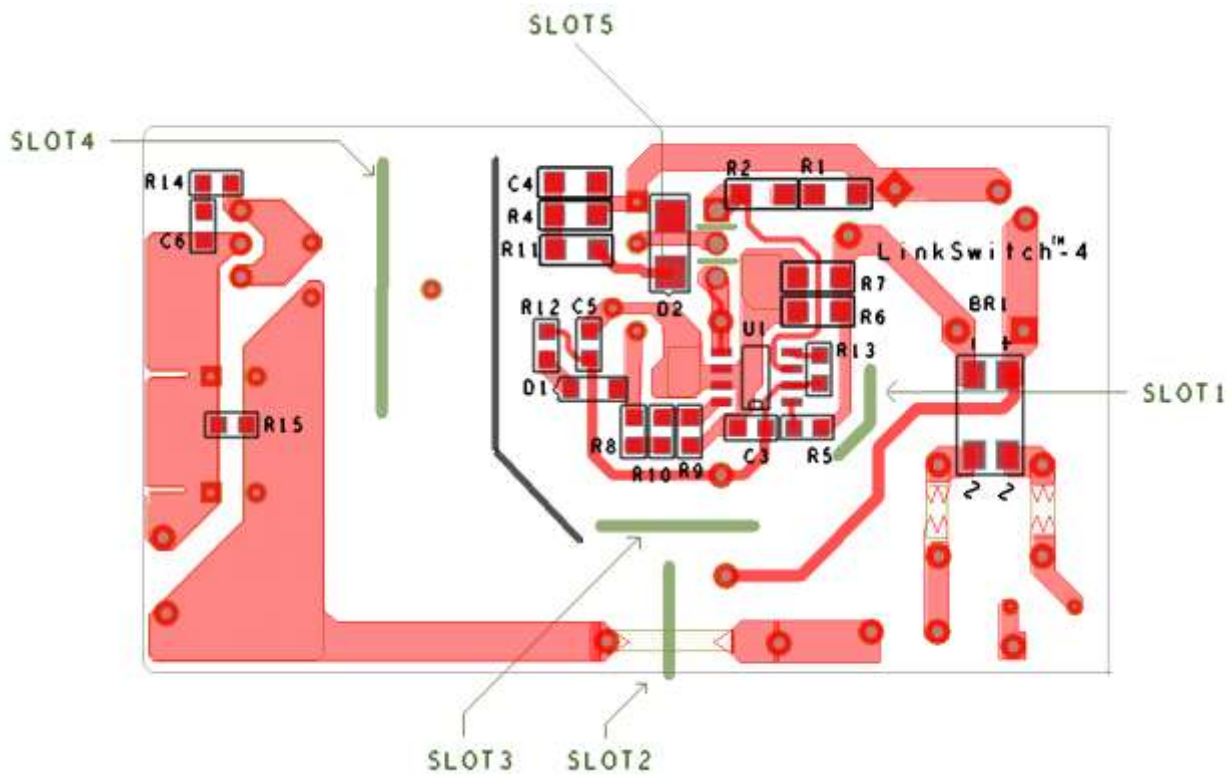 SLOT5
SLOT4
R14
C6
C4
R4
R11
R2
R1
LinkSwitch™-4
D2
R7
R6
BR1
- +
R12
C5
U1
R13
D1
SLOT1
R15
R8
R10
R9
C3
R5
~ ~
SLOT3
SLOT2